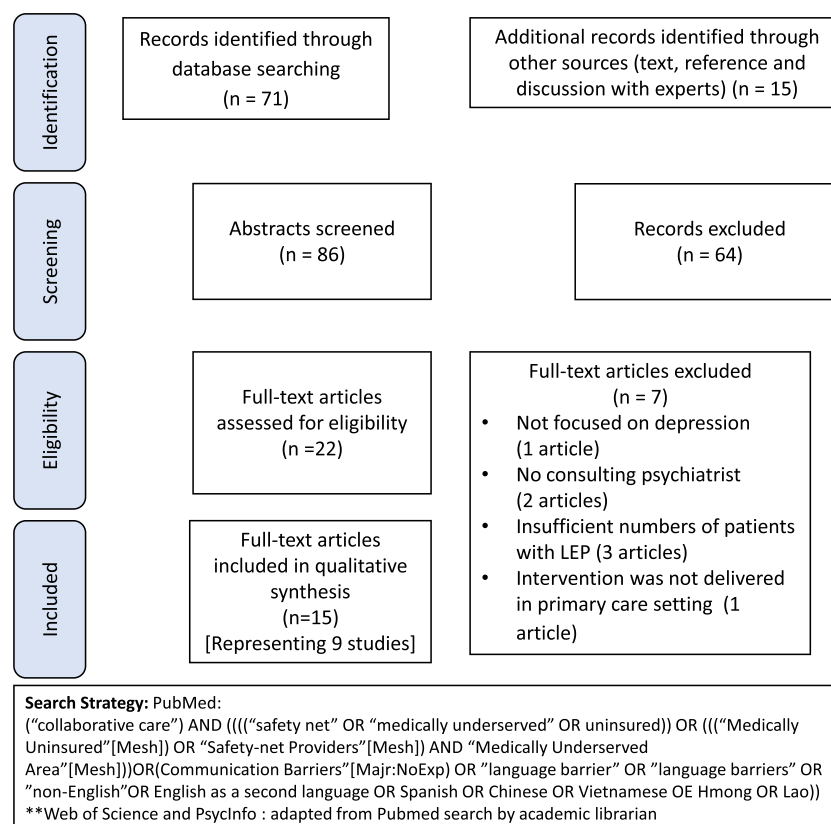 Identification
Records identified through
database searching
(n = 71)
Additional records identified through
other sources (text, reference and
discussion with experts) (n = 15)
Screening
Abstracts screened
(n = 86)
Records excluded
(n = 64)
Eligibility
Full-text articles
assessed for eligibility
(n =22)
Full-text articles excluded
(n = 7)
• Not focused on depression
(1 article)
• No consulting psychiatrist
(2 articles)
• Insufficient numbers of patients
with LEP (3 articles)
• Intervention was not delivered
in primary care setting (1
article)
Included
Full-text articles
included in qualitative
synthesis
(n=15)
[Representing 9 studies]
Search Strategy: PubMed:
(“collaborative care”) AND ((((“safety net” OR “medically underserved” OR uninsured)) OR (((“Medically
Uninsured”[Mesh]) OR “Safety-net Providers”[Mesh]) AND “Medically Underserved
Area”[Mesh]))OR(Communication Barriers”[Majr:NoExp) OR ”language barrier” OR ”language barriers” OR
”non-English”OR English as a second language OR Spanish OR Chinese OR Vietnamese OE Hmong OR Lao))
**Web of Science and PsycInfo : adapted from Pubmed search by academic librarian